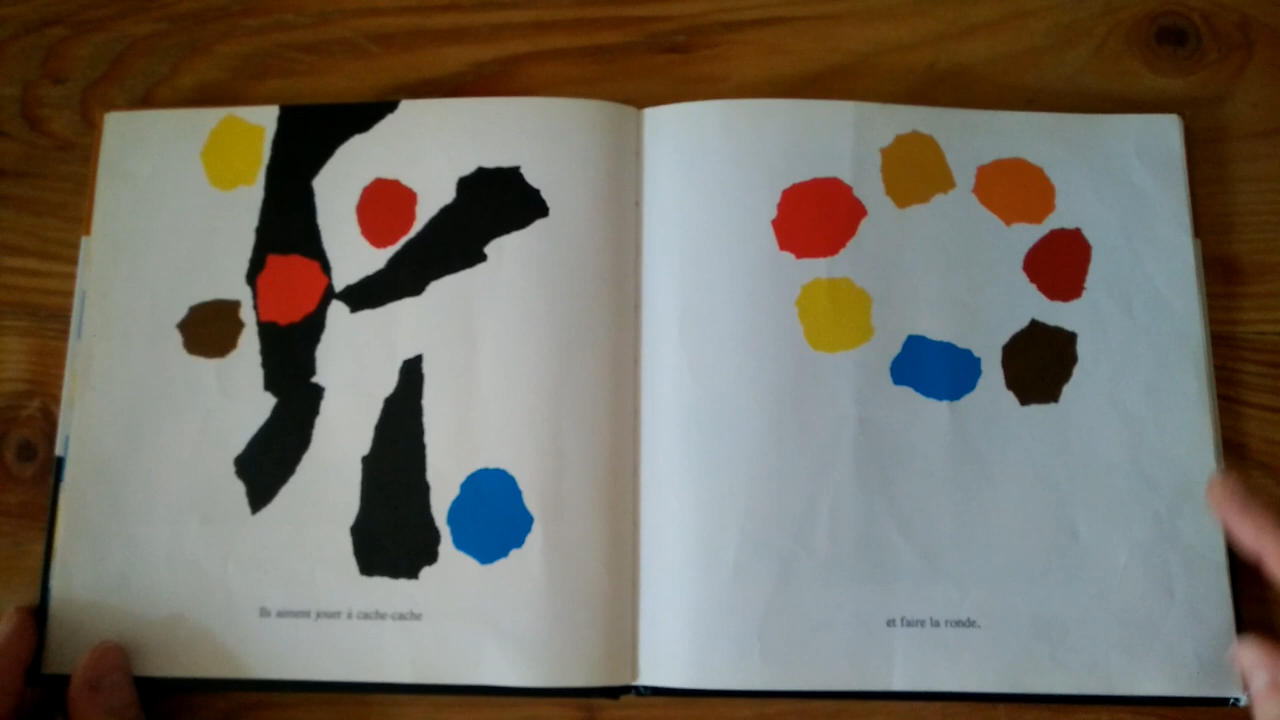 Ils aiment jouer à cache-cache
et faire la ronde.